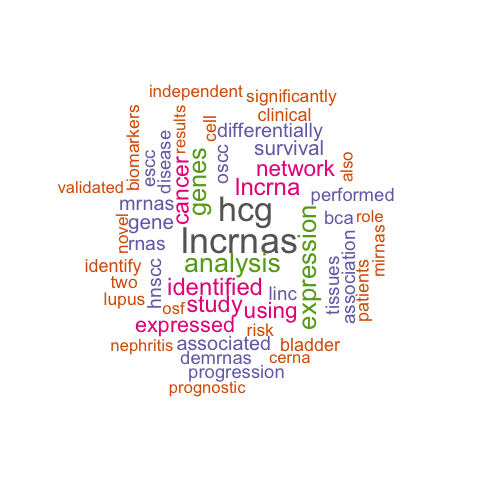 independent
significantly
biomarkers
results
clinical
cell
differentially
disease
escc
oscc
survival
also
cancer
genes
network
validated
lncrna
performed
mrnas
hcg
bca
role
gene
novel
rnas
lncrnas
expression
mirnas
identify
analysis
tissues
association
patients
two
hnscc
identified
linc
lupus
osf
study
using
expressed
risk
nephritis
associated
bladder
demrnas
cerna
progression
prognostic